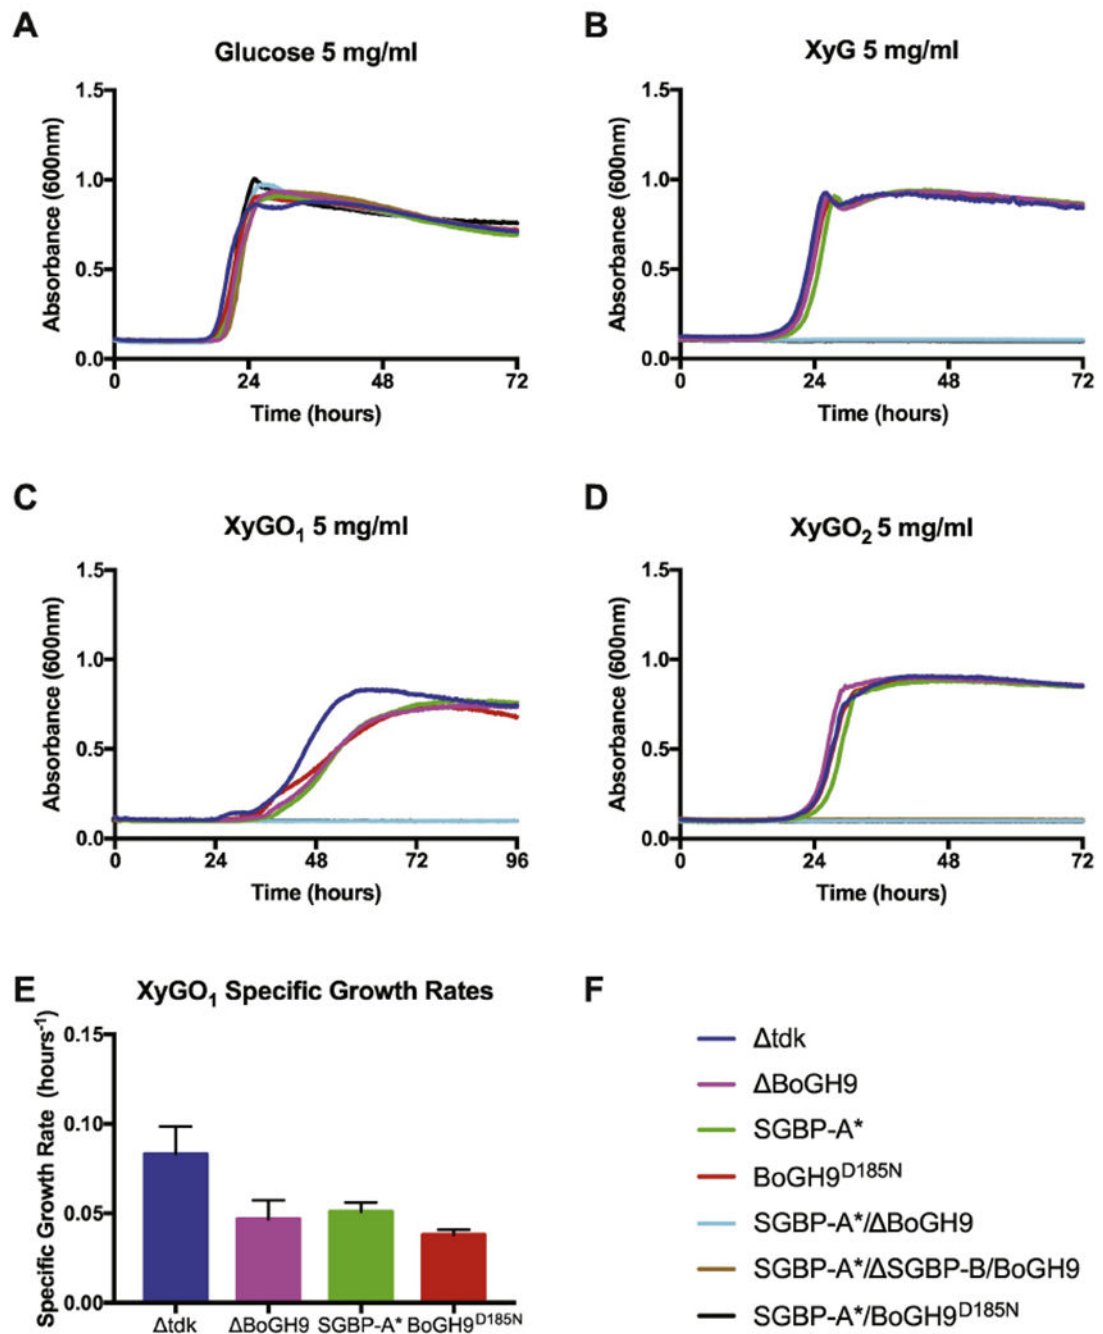 A
Glucose 5 mg/ml
Absorbance (600nm)
1.5
1.0
0.5
0.0
0 24 48 72
Time (hours)
B
XyG 5 mg/ml
Absorbance (600nm)
1.5
1.0
0.5
0.0
0 24 48 72
Time (hours)
C
XyGO₁ 5 mg/ml
Absorbance (600nm)
1.5
1.0
0.5
0.0
0 24 48 72 96
Time (hours)
D
XyGO₂ 5 mg/ml
Absorbance (600nm)
1.5
1.0
0.5
0.0
0 24 48 72
Time (hours)
E
XyGO₁ Specific Growth Rates
Specific Growth Rate (hours⁻¹)
0.15
0.10
0.05
0.00
Δtdk ΔBoGH9 SGBP-A* BoGH9ᴰ¹⁸⁵ᴺ
F
Δtdk
ΔBoGH9
SGBP-A*
BoGH9ᴰ¹⁸⁵ᴺ
SGBP-A*/ΔBoGH9
SGBP-A*/ΔSGBP-B/BoGH9
SGBP-A*/BoGH9ᴰ¹⁸⁵ᴺ